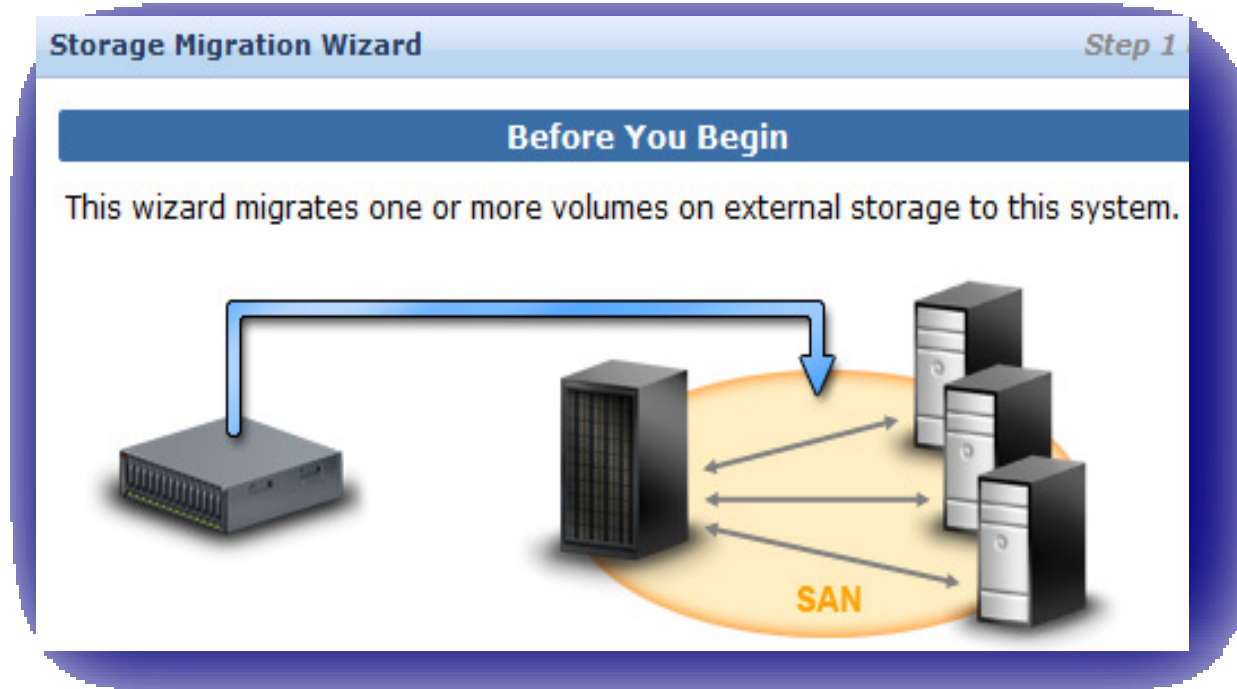 Storage Migration Wizard
Step 1
Before You Begin
This wizard migrates one or more volumes on external storage to this system.
SAN